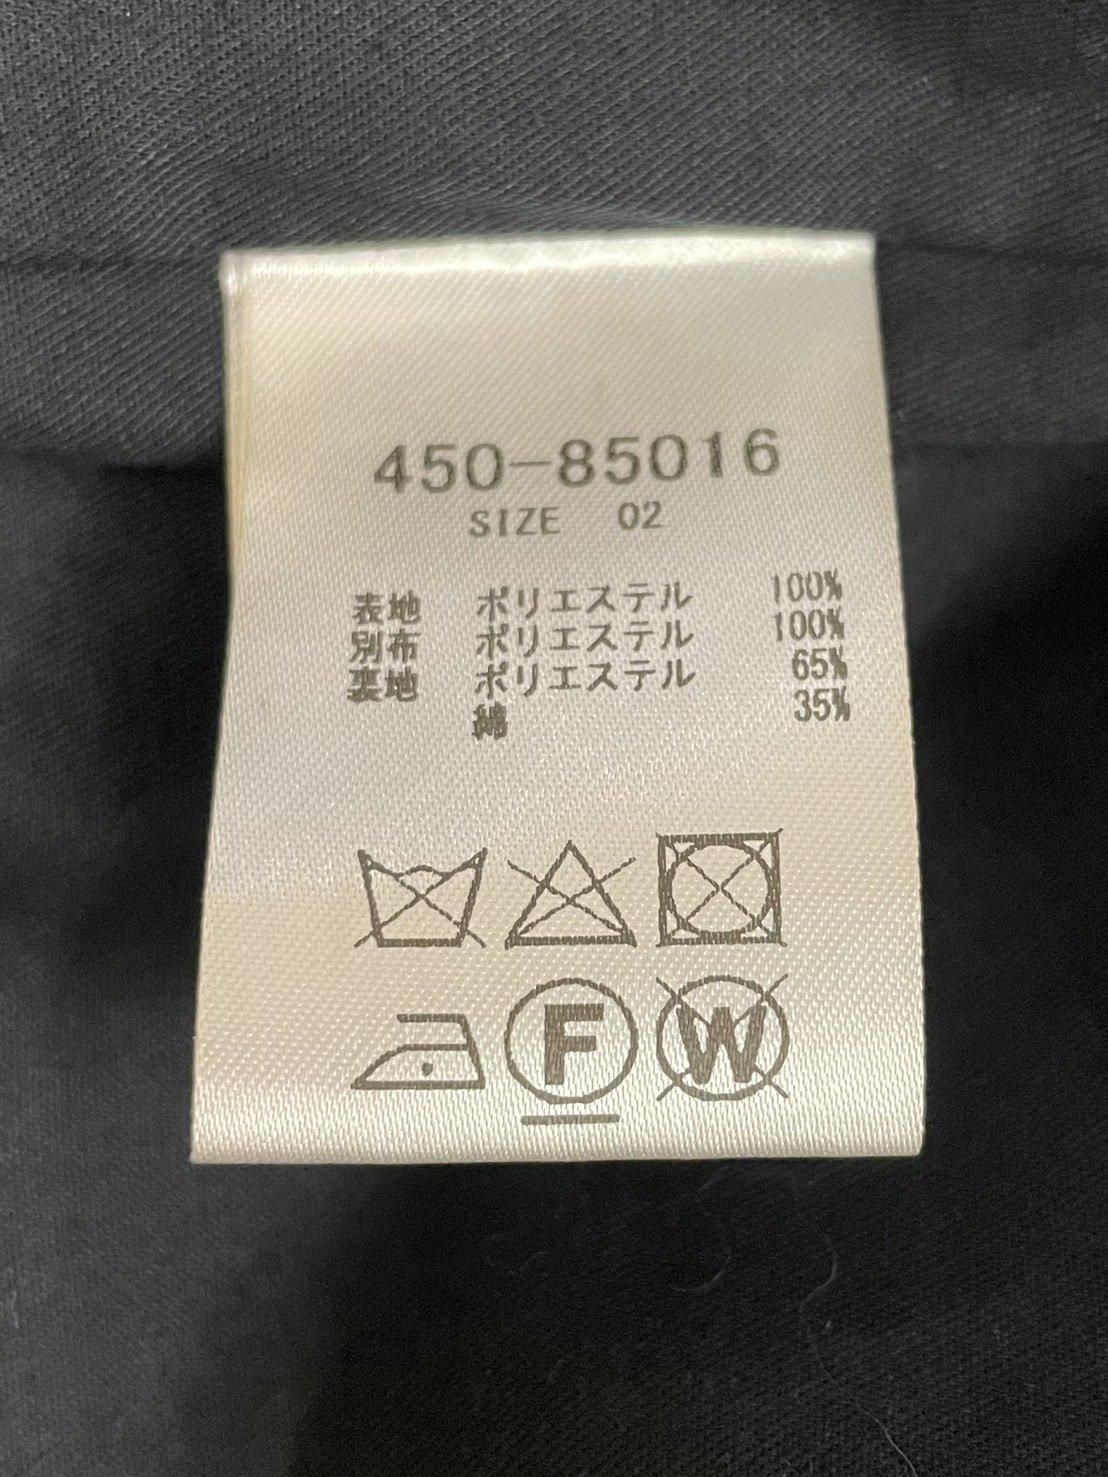 450-85016
SIZE 02
表地 ポリエステル 100%
別布 ポリエステル 100%
裏地 ポリエステル 65%
綿 35%
F W